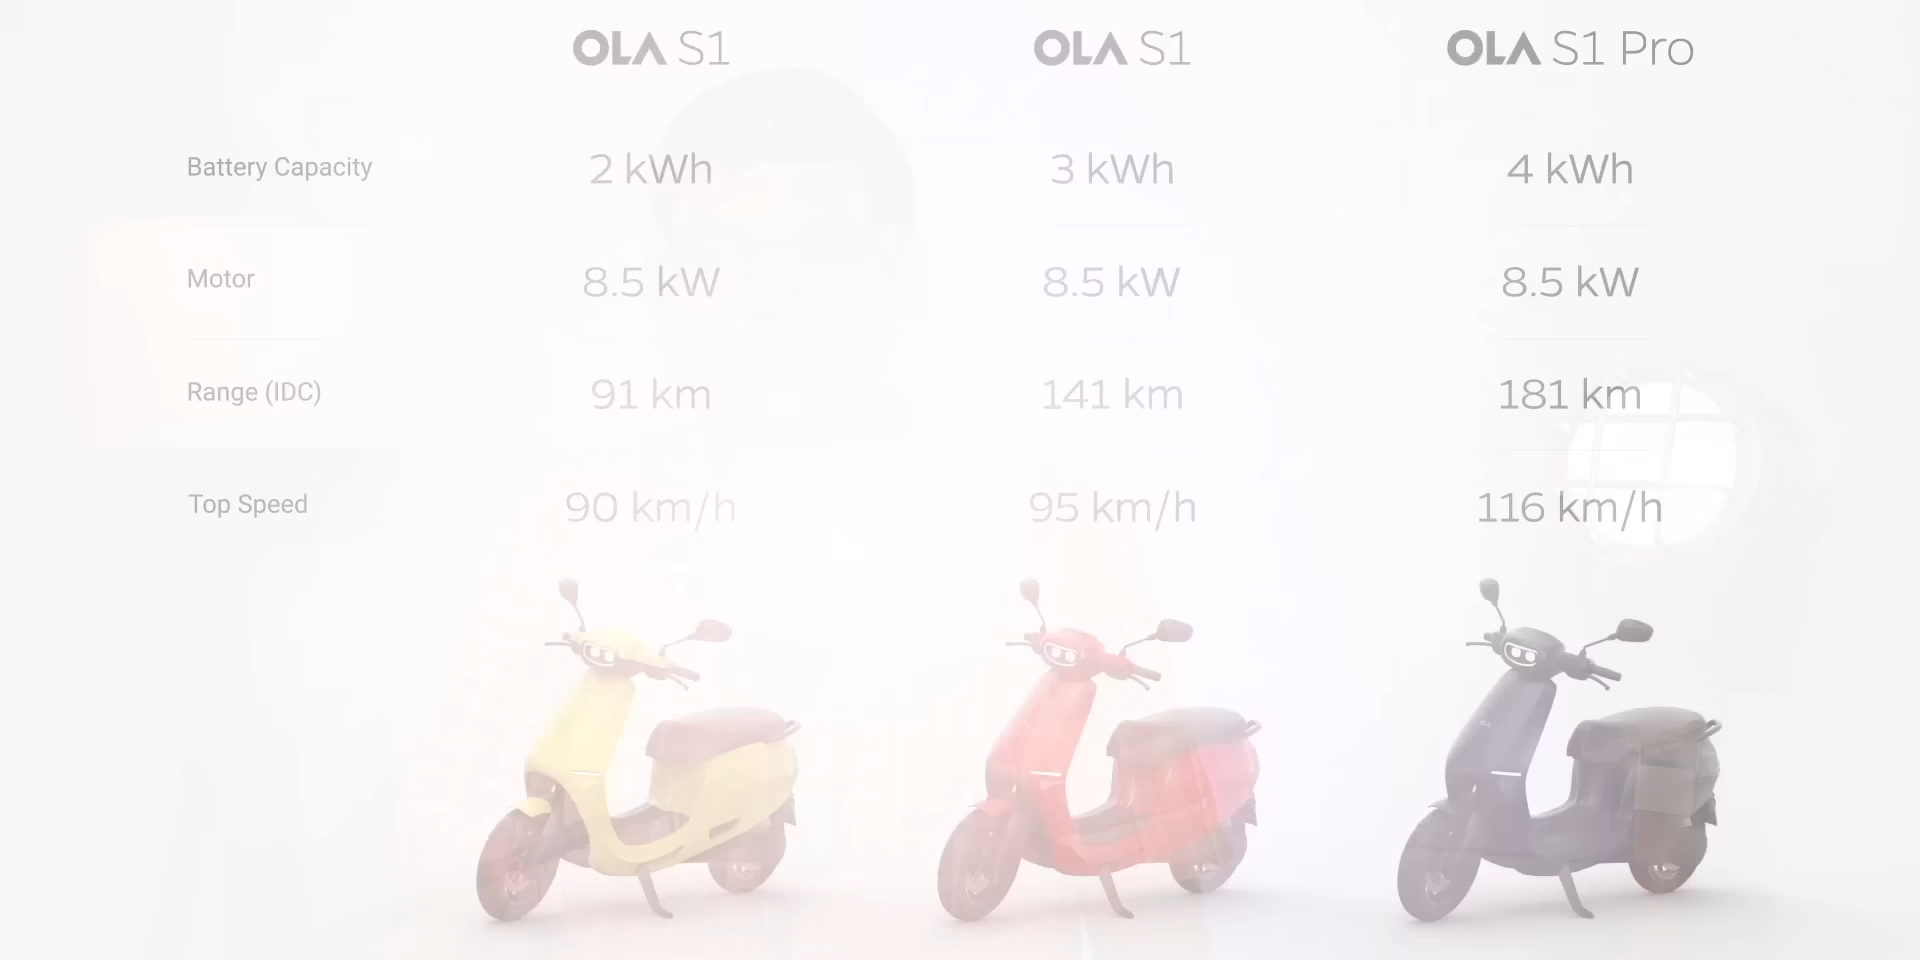 OLA S1 OLA S1 OLA S1 Pro
Battery Capacity 2 kWh 3 kWh 4 kWh
Motor 8.5 kW 8.5 kW 8.5 kW
Range (IDC) 91 km 141 km 181 km
Top Speed 90 km/h 95 km/h 116 km/h